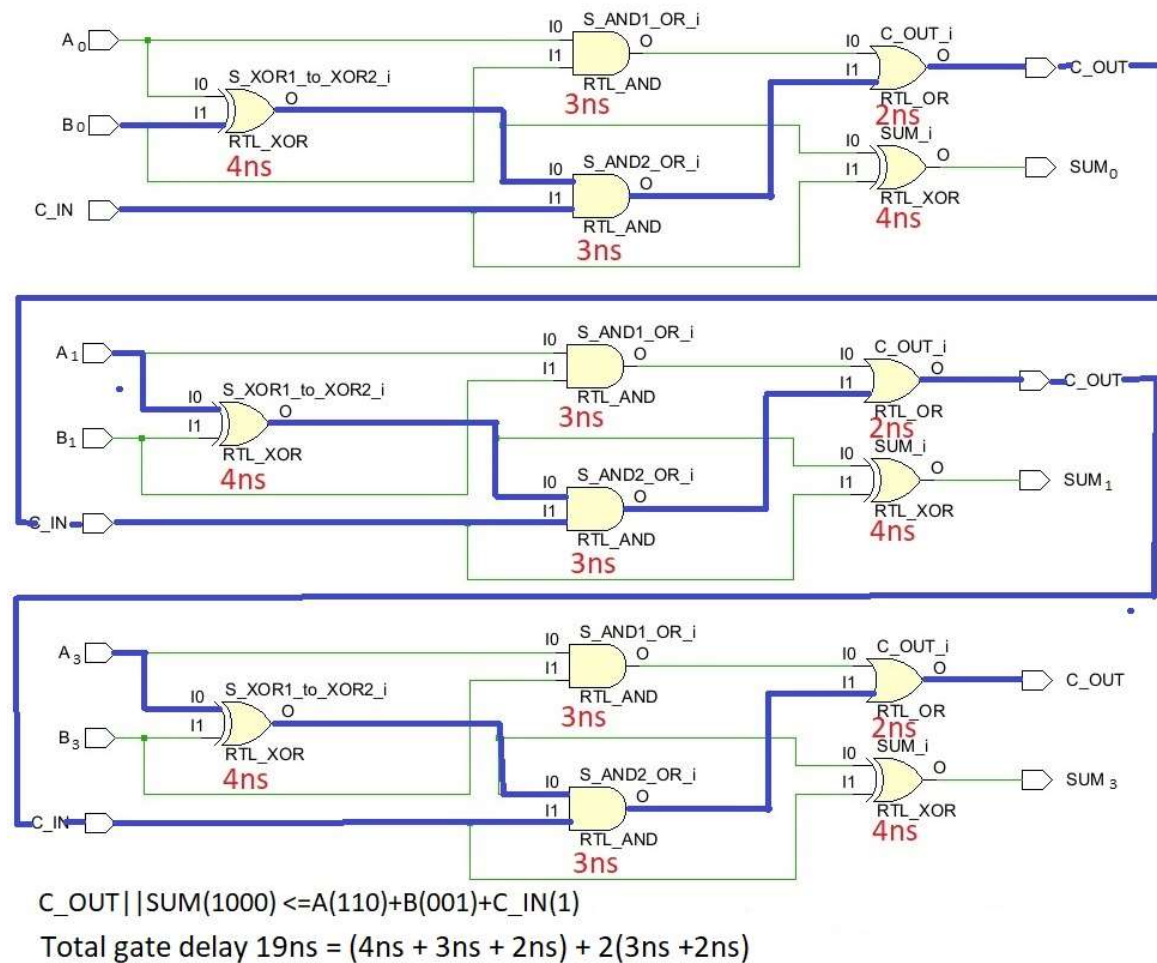 A₀
S_AND1_OR_i
I0 O
I1
RTL_AND
3ns
C_OUT_i
I0 O
I1
RTL_OR
2ns
C_OUT
S_XOR1_to_XOR2_i
I0 O
I1
RTL_XOR
4ns
B₀
S_AND2_OR_i
I0 O
I1
RTL_AND
3ns
SUM_i
I0 O
I1
RTL_XOR
4ns
SUM₀
C_IN
A₁
S_AND1_OR_i
I0 O
I1
RTL_AND
3ns
C_OUT_i
I0 O
I1
RTL_OR
2ns
C_OUT
S_XOR1_to_XOR2_i
I0 O
I1
RTL_XOR
4ns
B₁
S_AND2_OR_i
I0 O
I1
RTL_AND
3ns
SUM_i
I0 O
I1
RTL_XOR
4ns
SUM₁
C_IN
A₃
S_AND1_OR_i
I0 O
I1
RTL_AND
3ns
C_OUT_i
I0 O
I1
RTL_OR
2ns
C_OUT
S_XOR1_to_XOR2_i
I0 O
I1
RTL_XOR
4ns
B₃
S_AND2_OR_i
I0 O
I1
RTL_AND
3ns
SUM_i
I0 O
I1
RTL_XOR
4ns
SUM₃
C_IN
C_OUT||SUM(1000) <=A(110)+B(001)+C_IN(1)
Total gate delay 19ns = (4ns + 3ns + 2ns) + 2(3ns +2ns)